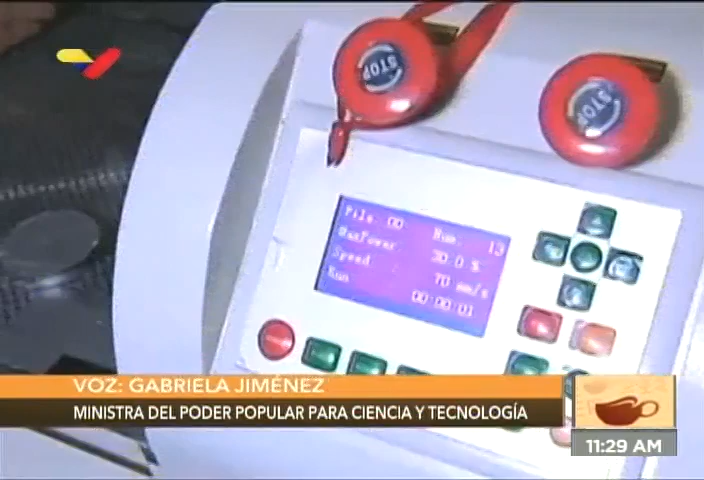 STOP
STOP
File 00 Num. 13
MaxPower 30.0 %
Speed 70 mm/s
Run 00:00:01
VOZ: GABRIELA JIMÉNEZ
MINISTRA DEL PODER POPULAR PARA CIENCIA Y TECNOLOGÍA
11:29 AM